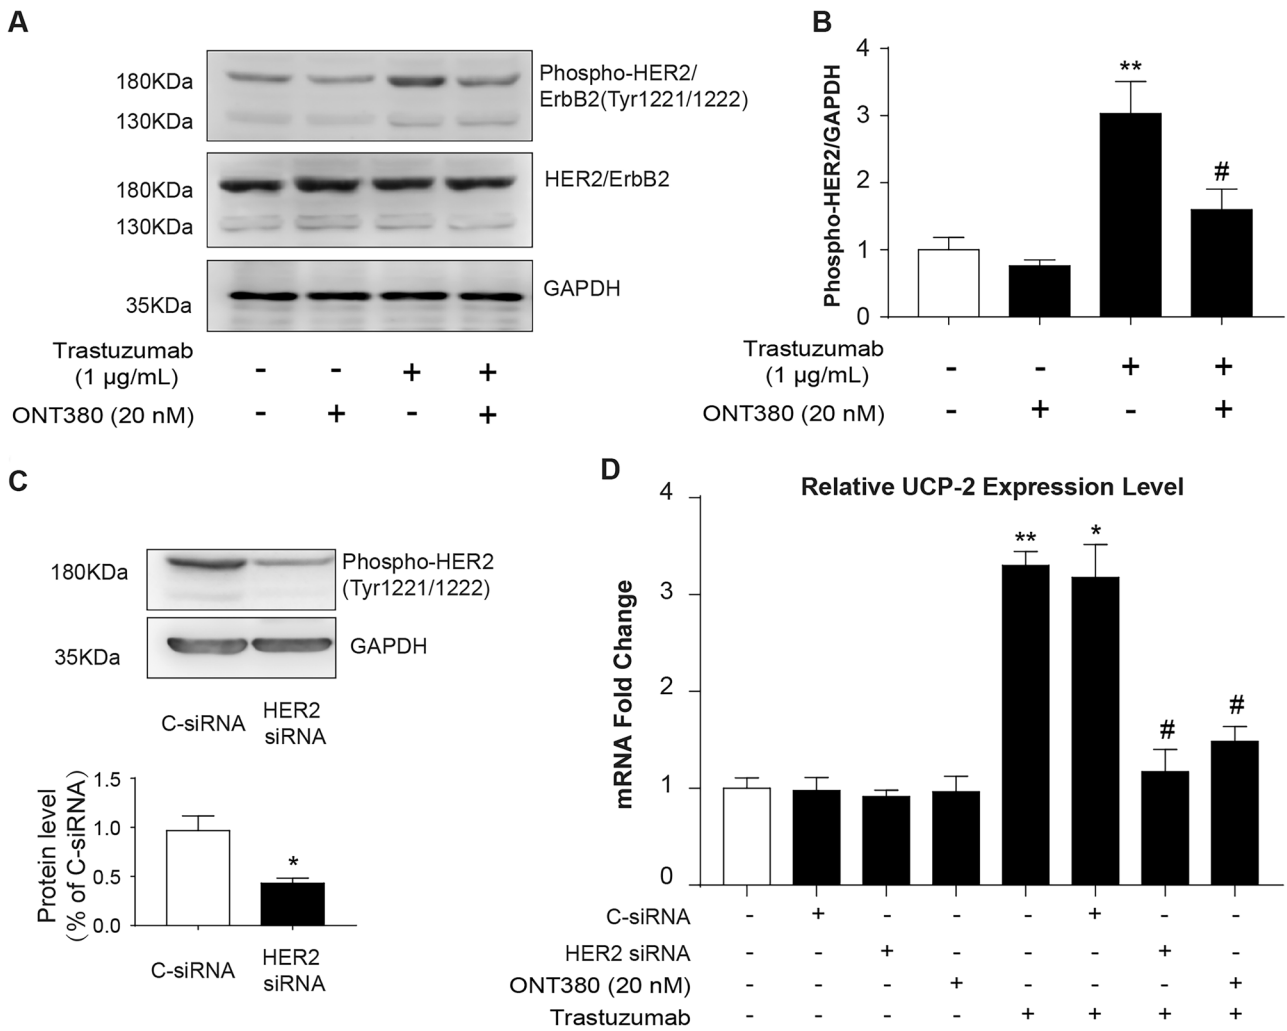 A
180KDa
130KDa
Phospho-HER2/
ErbB2(Tyr1221/1222)
180KDa
130KDa
HER2/ErbB2
35KDa
GAPDH
Trastuzumab
(1 µg/mL)
- - + +
ONT380 (20 nM)
- + - +
B
Phospho-HER2/GAPDH
4
3
2
1
0
**
#
Trastuzumab
(1 µg/mL)
- - + +
ONT380 (20 nM)
- + - +
C
180KDa
Phospho-HER2
(Tyr1221/1222)
35KDa
GAPDH
C-siRNA
HER2
siRNA
Protein level
(% of C-siRNA)
1.5
1.0
0.5
0.0
*
C-siRNA
HER2
siRNA
D
Relative UCP-2 Expression Level
mRNA Fold Change
4
3
2
1
0
**
*
#
#
C-siRNA - + - - - + - -
HER2 siRNA - - + - - - + -
ONT380 (20 nM) - - - + - - - +
Trastuzumab - - - - + + + +